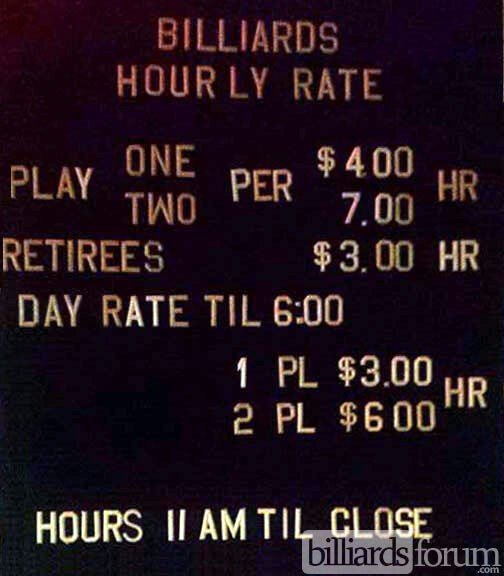 BILLIARDS
HOURLY RATE
PLAY ONE PER $4.00 HR
TWO 7.00
RETIREES $3.00 HR
DAY RATE TIL 6:00
1 PL $3.00 HR
2 PL $6 00
HOURS 11 AM TIL CLOSE
billiardsforum
.com